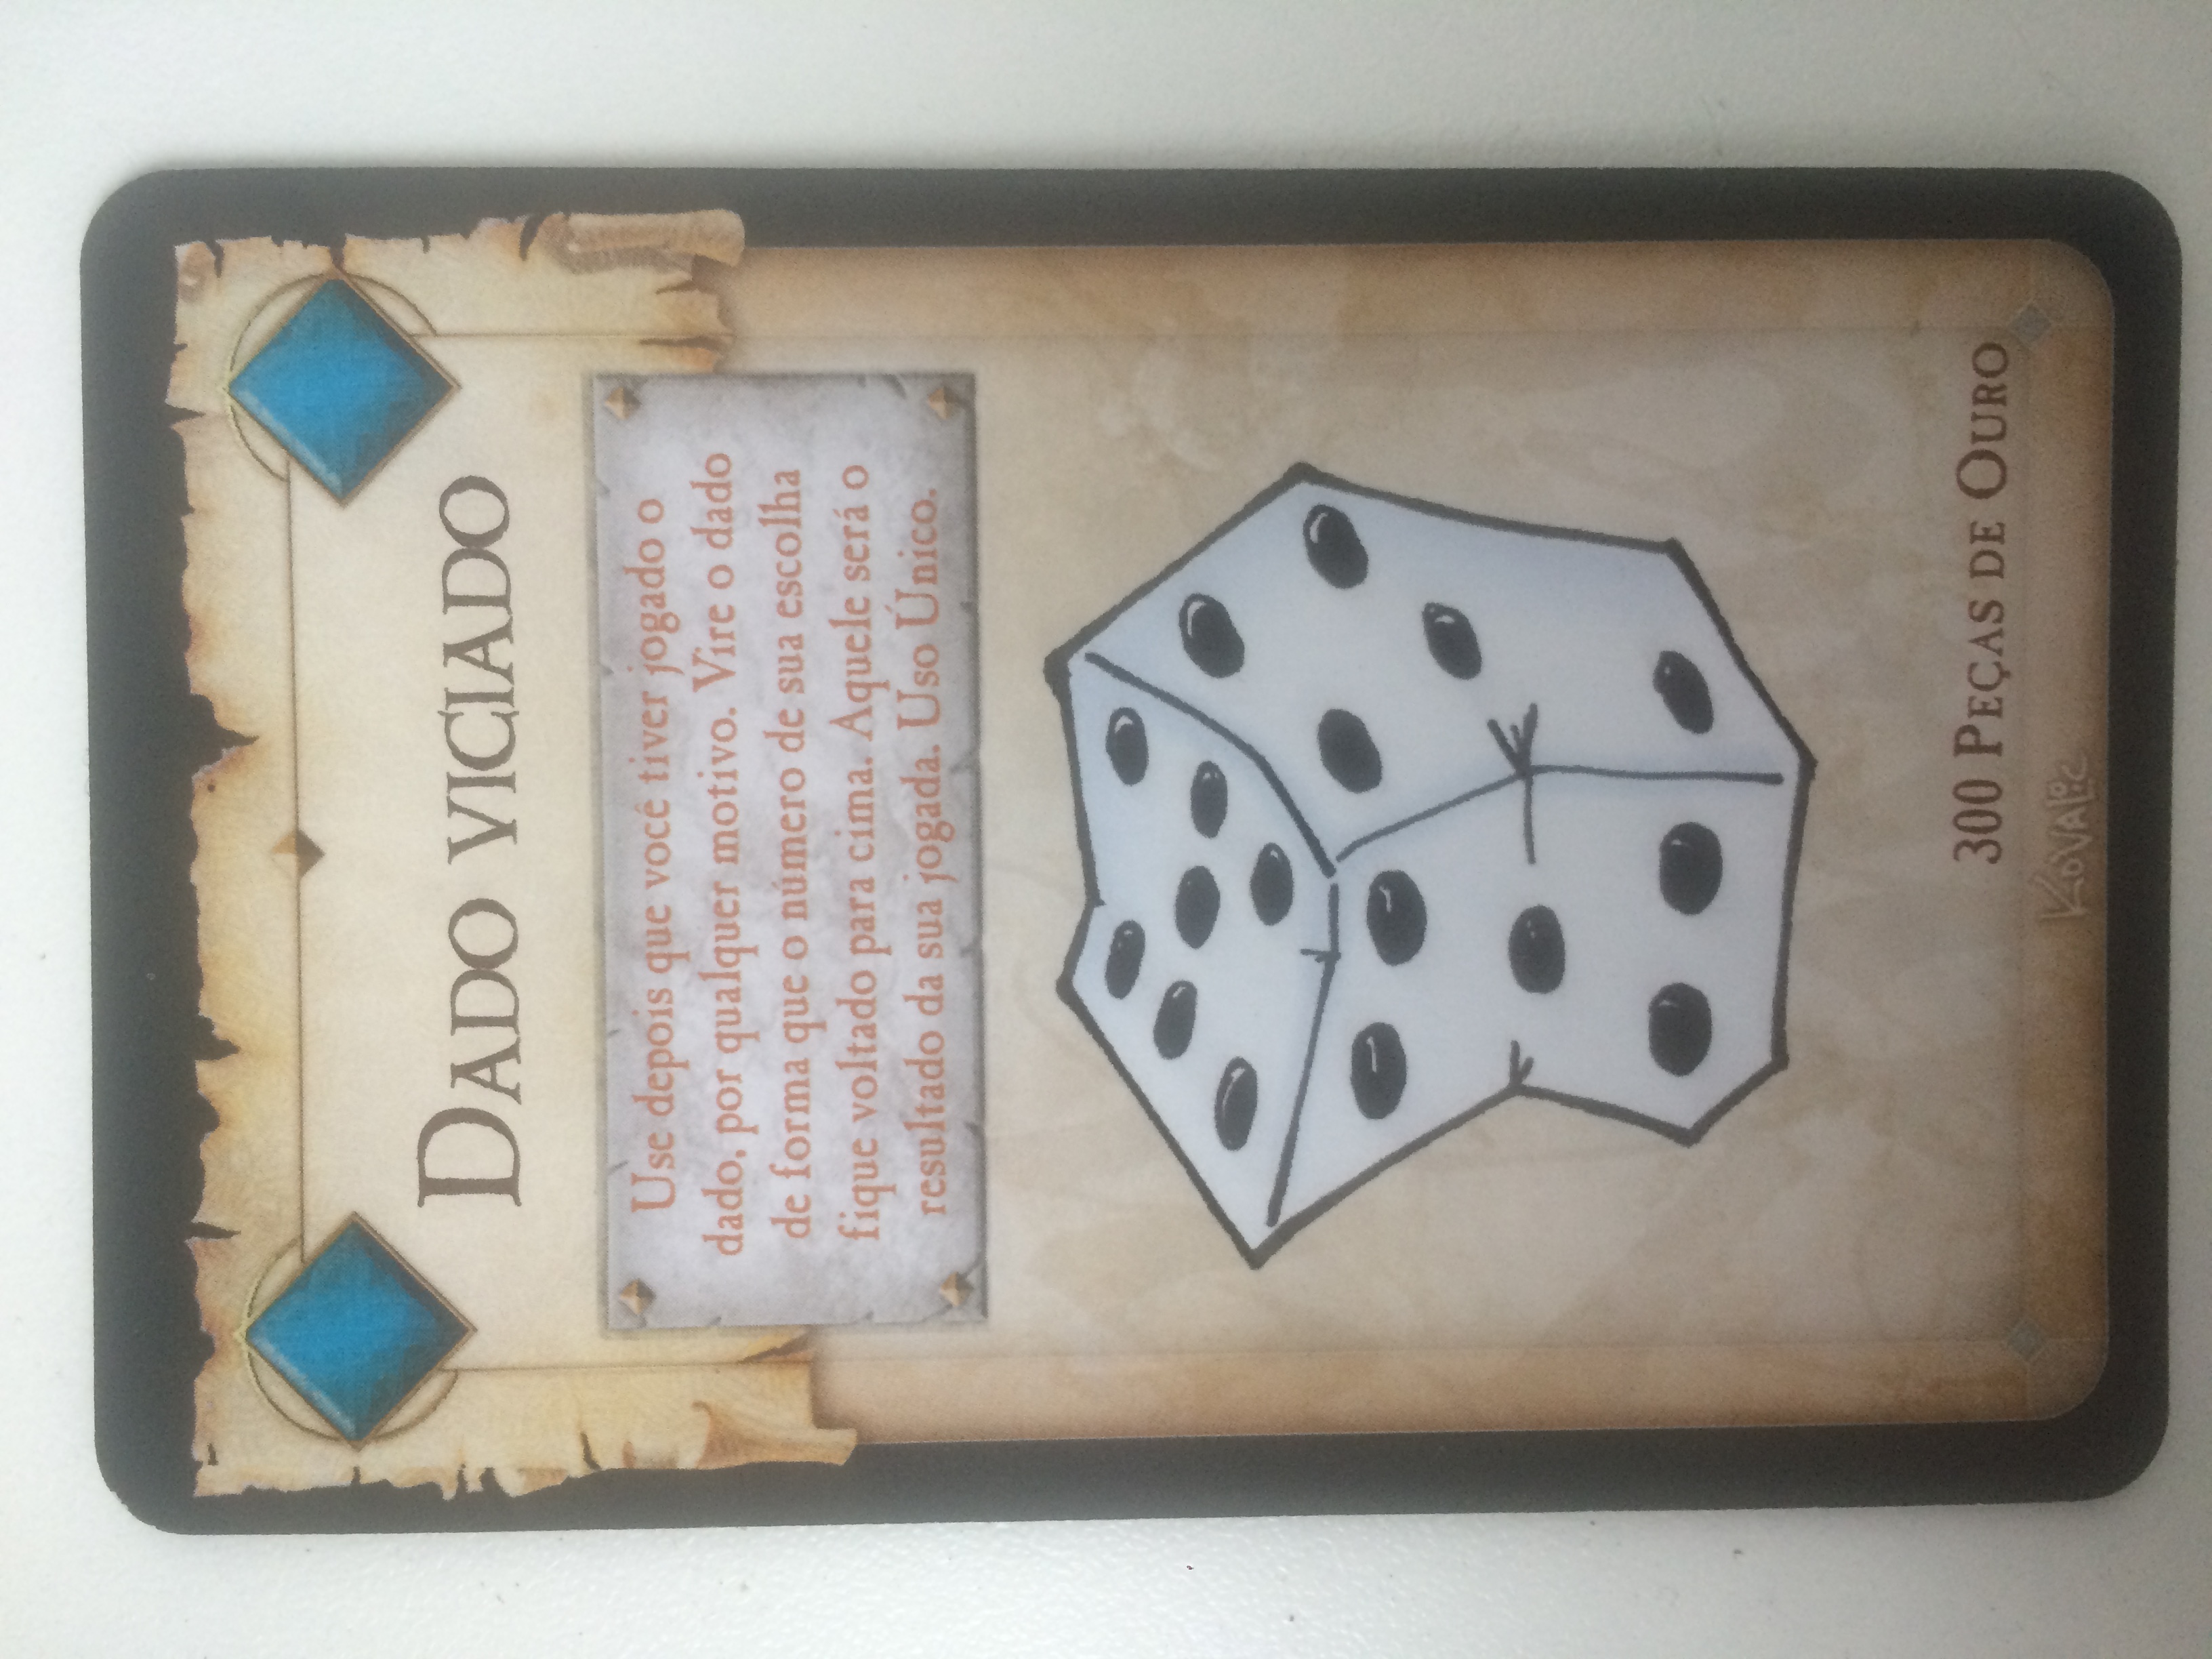 Dado viciado
Use depois que você tiver jogado o
dado, por qualquer motivo. Vire o dado
de forma que o número de sua escolha
fique voltado para cima. Aquele será o
resultado da sua jogada. Uso Único.
300 Peças de Ouro
Kovalic